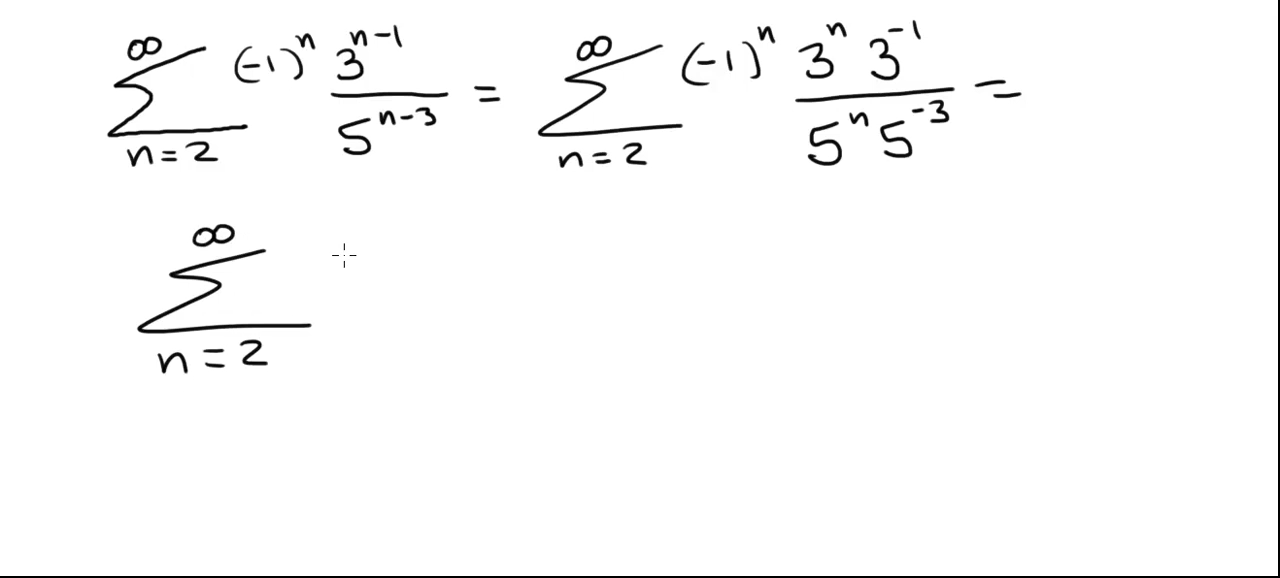 ∞∑n=2 (-1)^n 3^(n-1)/5^(n-3) = ∞∑n=2 (-1)^n 3^n 3^-1/5^n 5^-3 =
∞∑n=2